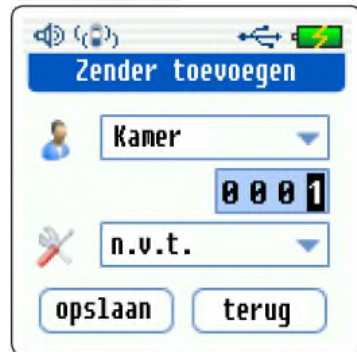 Zender toevoegen
Kamer
0001
n.v.t.
opslaan terug